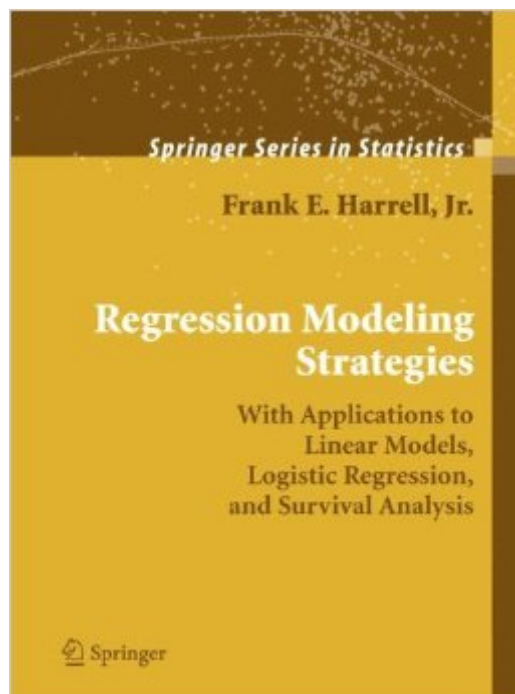 Springer Series in Statistics
Frank E. Harrell, Jr.
Regression Modeling
Strategies
With Applications to
Linear Models,
Logistic Regression,
and Survival Analysis
Springer